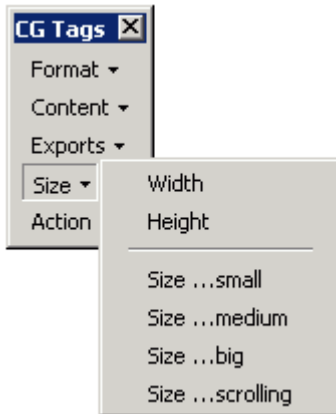 CG Tags
Format
Content
Exports
Size
Action
Width
Height
Size ...small
Size ...medium
Size ...big
Size ...scrolling